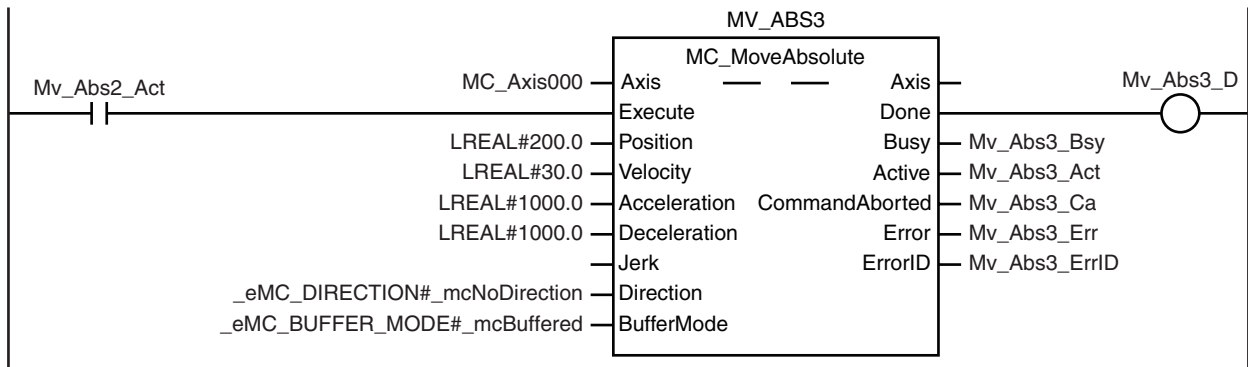 MV_ABS3
MC_MoveAbsolute
Mv_Abs2_Act
MC_Axis000 Axis Axis Mv_Abs3_D
Execute Done
LREAL#200.0 Position Busy Mv_Abs3_Bsy
LREAL#30.0 Velocity Active Mv_Abs3_Act
LREAL#1000.0 Acceleration CommandAborted Mv_Abs3_Ca
LREAL#1000.0 Deceleration Error Mv_Abs3_Err
Jerk ErrorID Mv_Abs3_ErrID
_eMC_DIRECTION#_mcNoDirection Direction
_eMC_BUFFER_MODE#_mcBuffered BufferMode